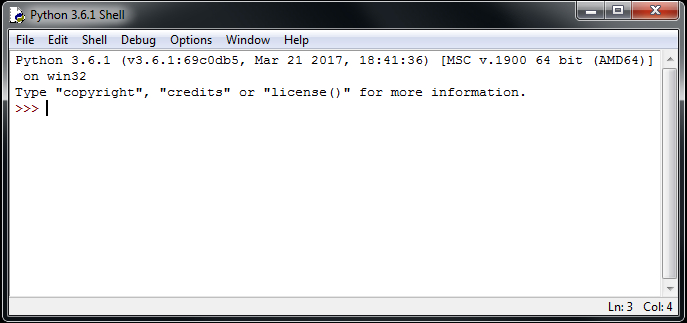 Python 3.6.1 Shell
File Edit Shell Debug Options Window Help
Python 3.6.1 (v3.6.1:69c0db5, Mar 21 2017, 18:41:36) [MSC v.1900 64 bit (AMD64)]
 on win32
Type "copyright", "credits" or "license()" for more information.
>>>
Ln: 3 Col: 4